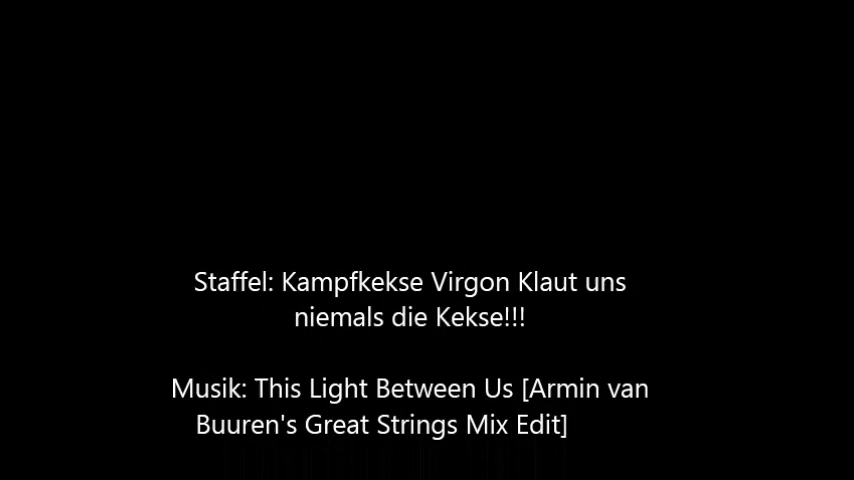 Staffel: Kampfkekse Virgon Klaut uns
niemals die Kekse!!!
Musik: This Light Between Us [Armin van
Buuren's Great Strings Mix Edit]